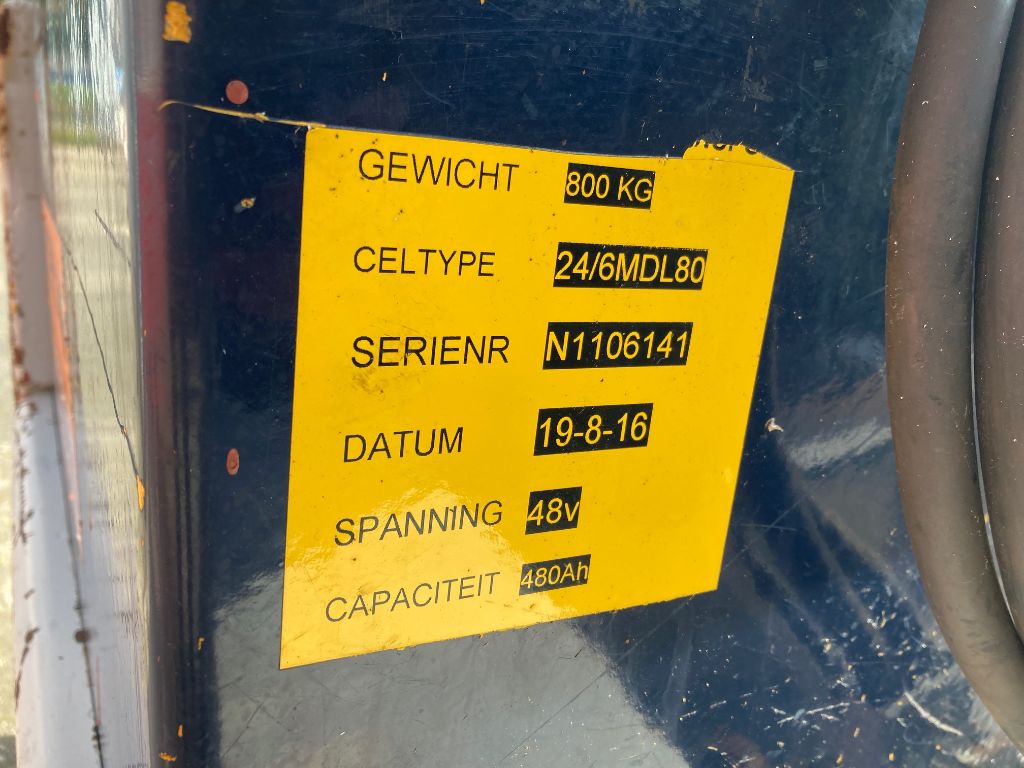 GEWICHT 800 KG
CELTYPE 24/6MDL80
SERIENR N1106141
DATUM 19-8-16
SPANNING 48v
CAPACITEIT 480Ah